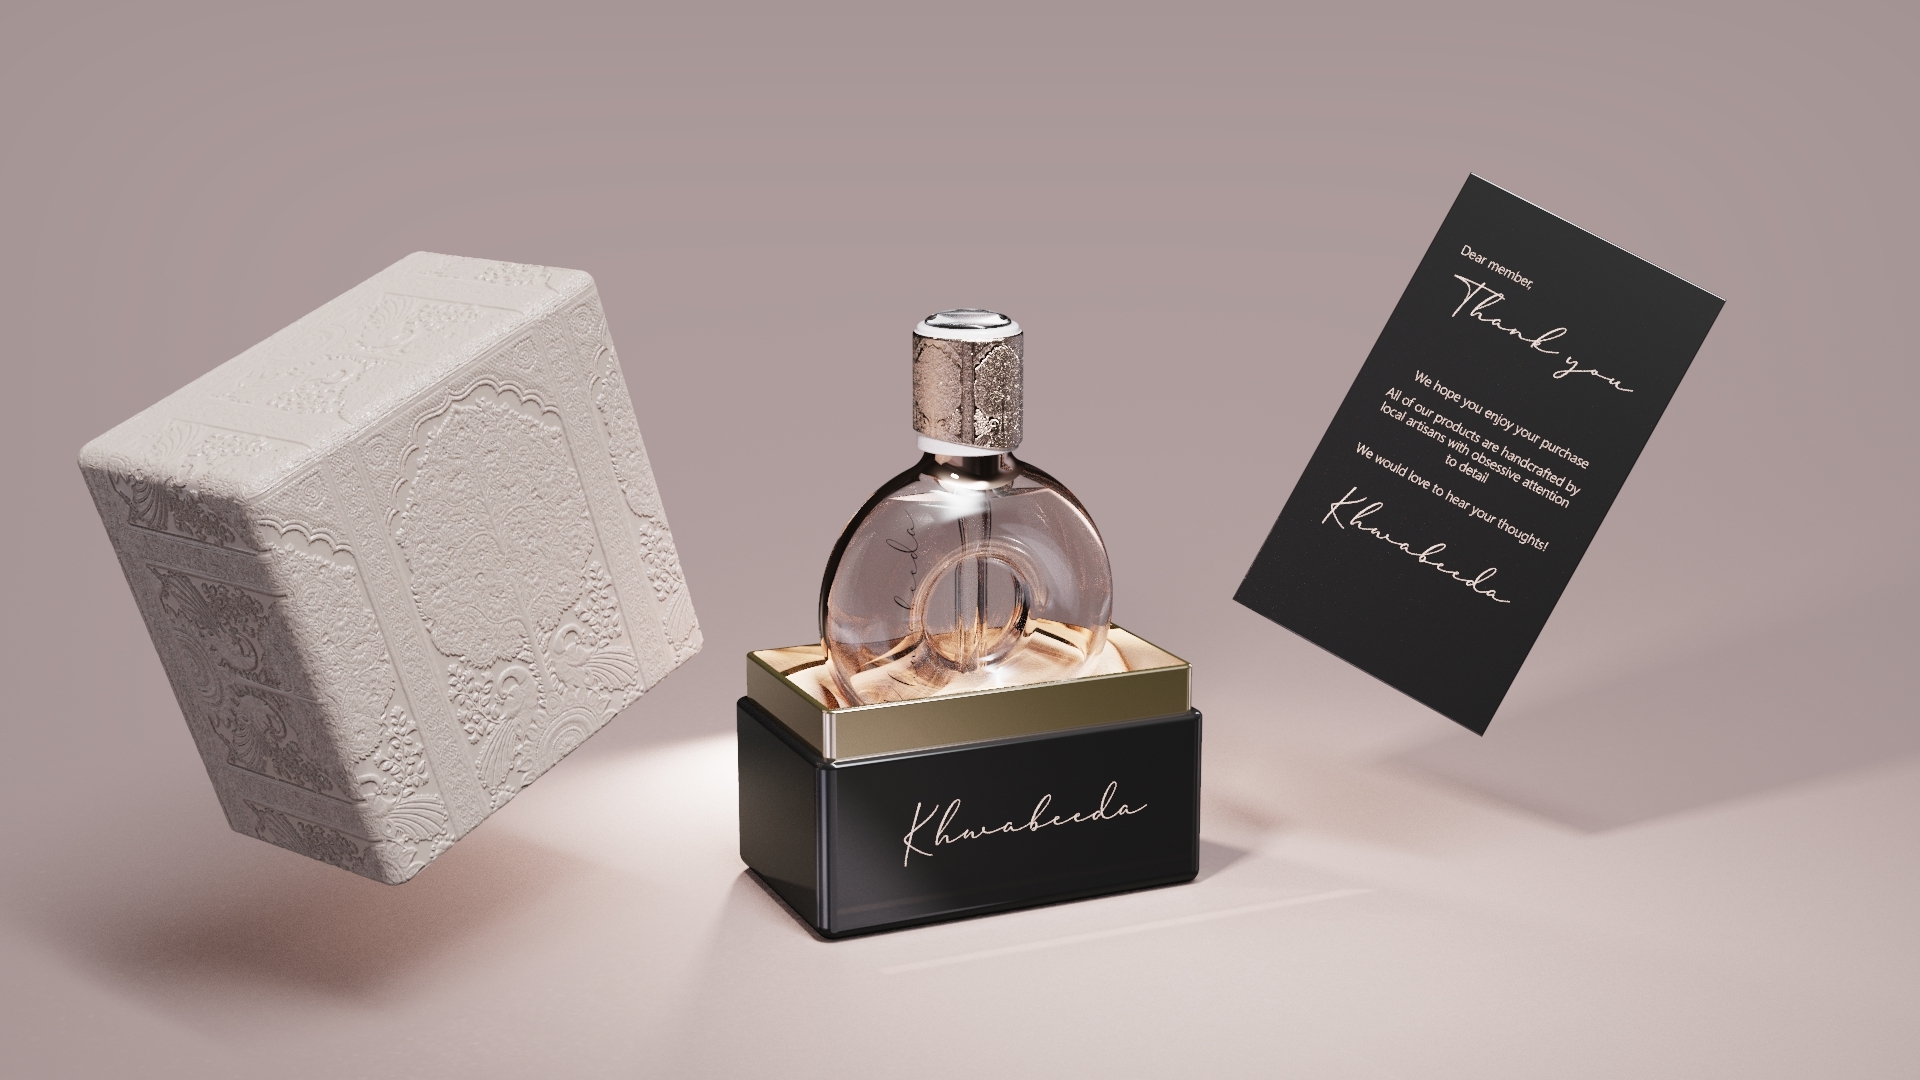 beeda
Khwabeeda
Dear member,
Thank you
We hope you enjoy your purchase
All of our products are handcrafted by
local artisans with obsessive attention
to detail
We would love to hear your thoughts!
Khwabeeda